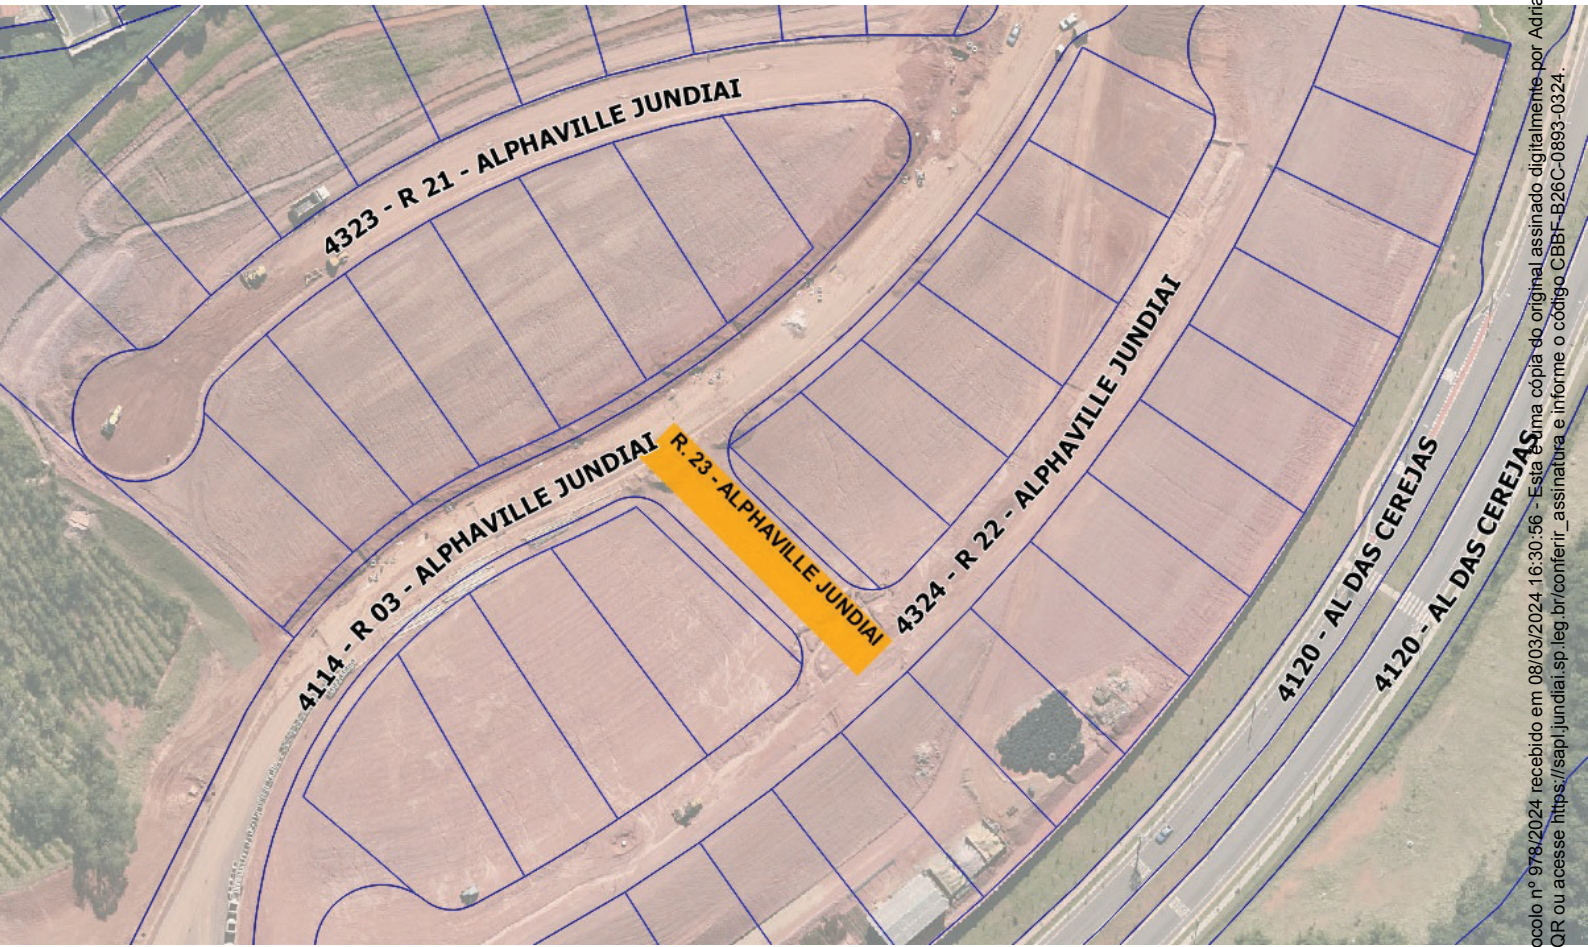 4323 - R 21 - ALPHAVILLE JUNDIAI
4114 - R 03 - ALPHAVILLE JUNDIAI
R. 23 - ALPHAVILLE JUNDIAI
4324 - R 22 - ALPHAVILLE JUNDIAI
4120 - AL DAS CEREJAS
4120 - AL DAS CEREJAS
ocolo nº 978/2024 recebido em 08/03/2024 16:30:56 - Esta é uma cópia do original assinado digitalmente por Adria
QR ou acesse https://sapl.jundiai.sp.leg.br/conferir_assinatura e informe o código CBBF-B26C-0893-0324.